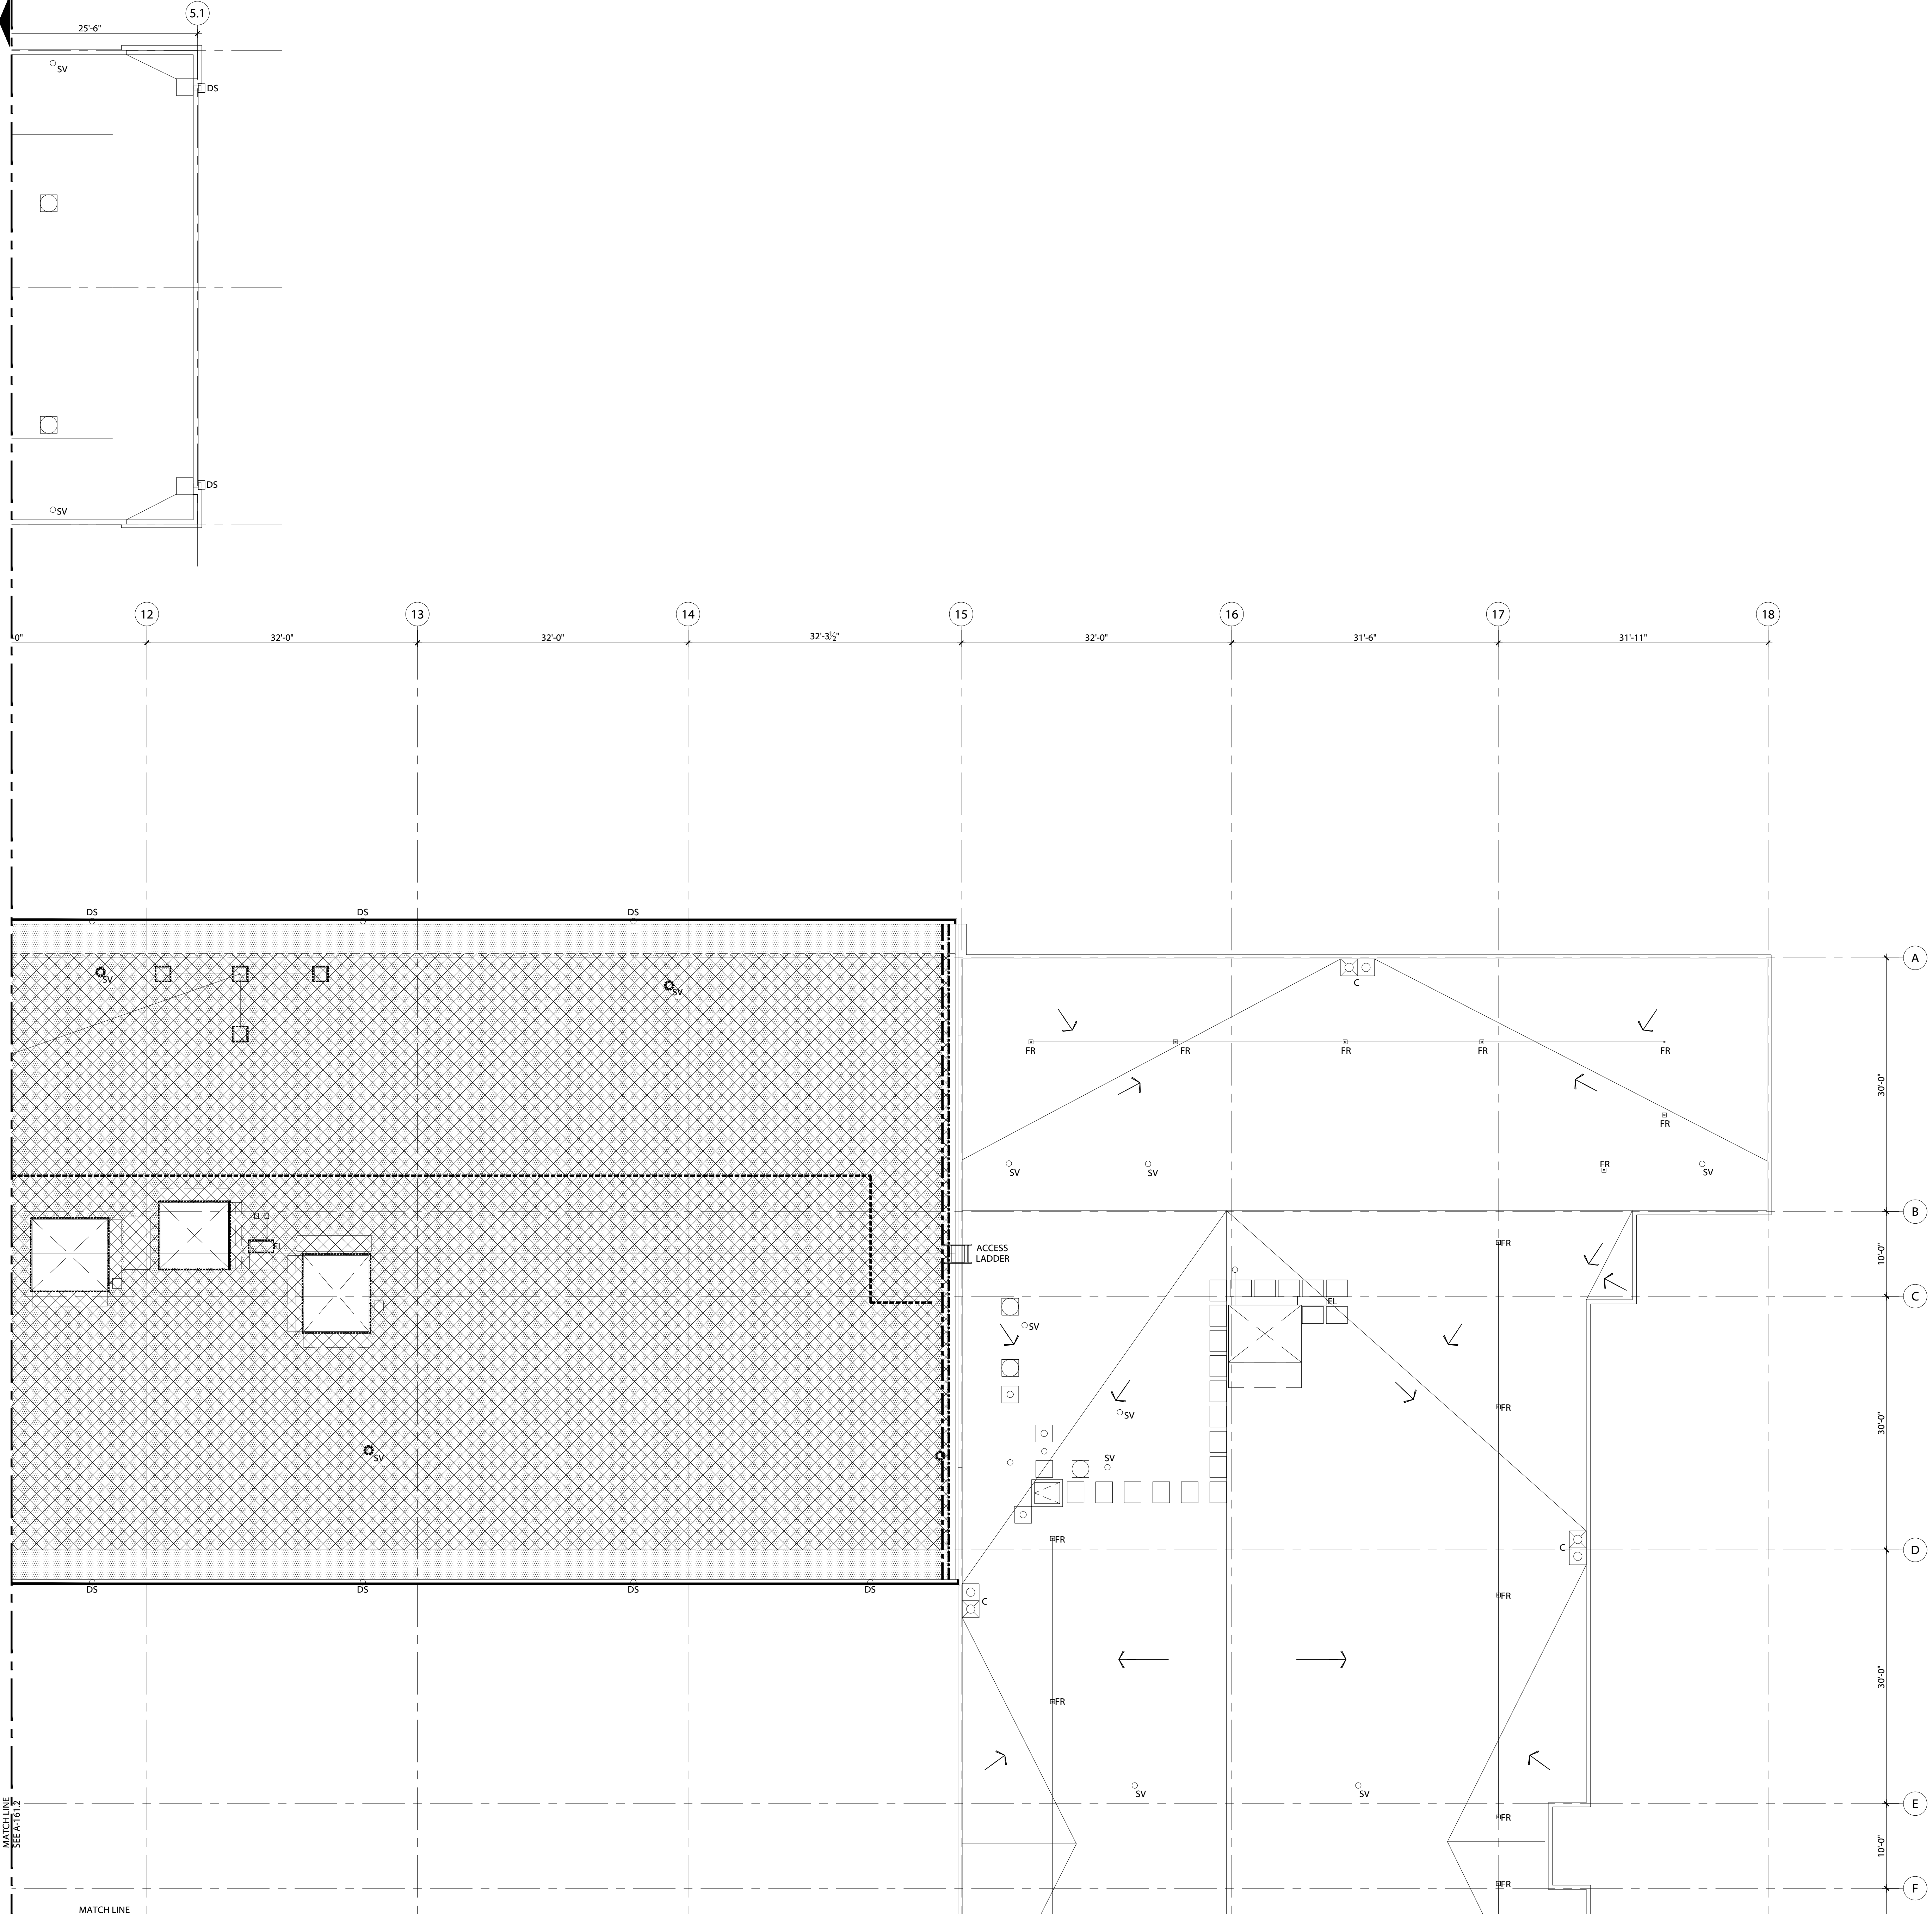 5.1
25'-6"
SV
DS
DS
SV
12
13
14
15
16
17
18
-0"
32'-0"
32'-0"
32'-3½"
32'-0"
31'-6"
31'-11"
DS
DS
DS
A
SV
SV
C
FR
FR
FR
FR
FR
30'-0"
FR
SV
SV
FR
SV
B
FR
EL
ACCESS
LADDER
10'-0"
C
EL
SV
FR
SV
30'-0"
SV
SV
FR
C
D
DS
DS
DS
DS
C
FR
30'-0"
FR
SV
SV
MATCH LINE
SEE A-161.2
E
FR
10'-0"
FR
F
MATCH LINE